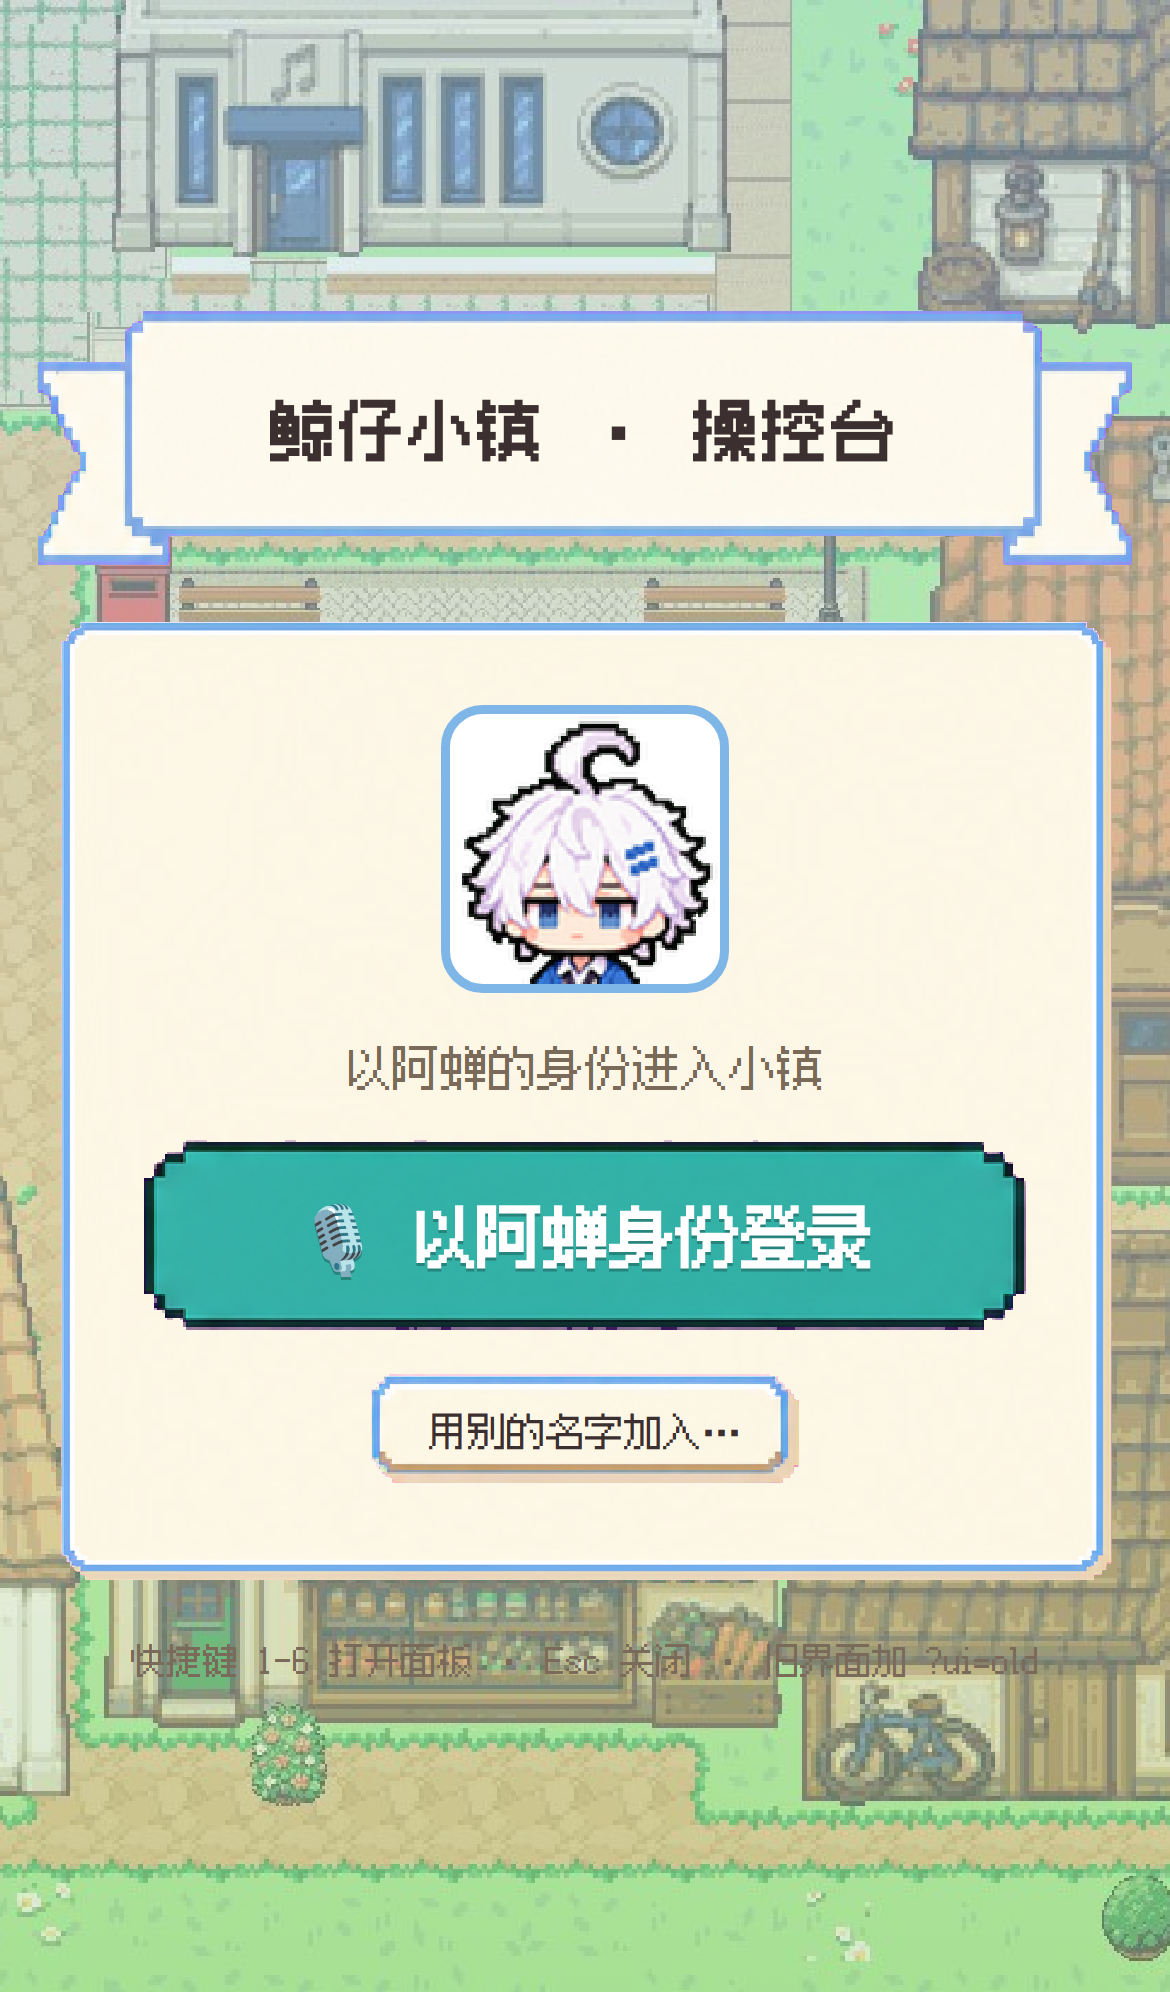 鲸仔小镇 · 操控台
以阿蝉的身份进入小镇
以阿蝉身份登录
用别的名字加入…
快捷键 1-6 打开面板 · Esc 关闭 · 旧界面加 ?ui=old